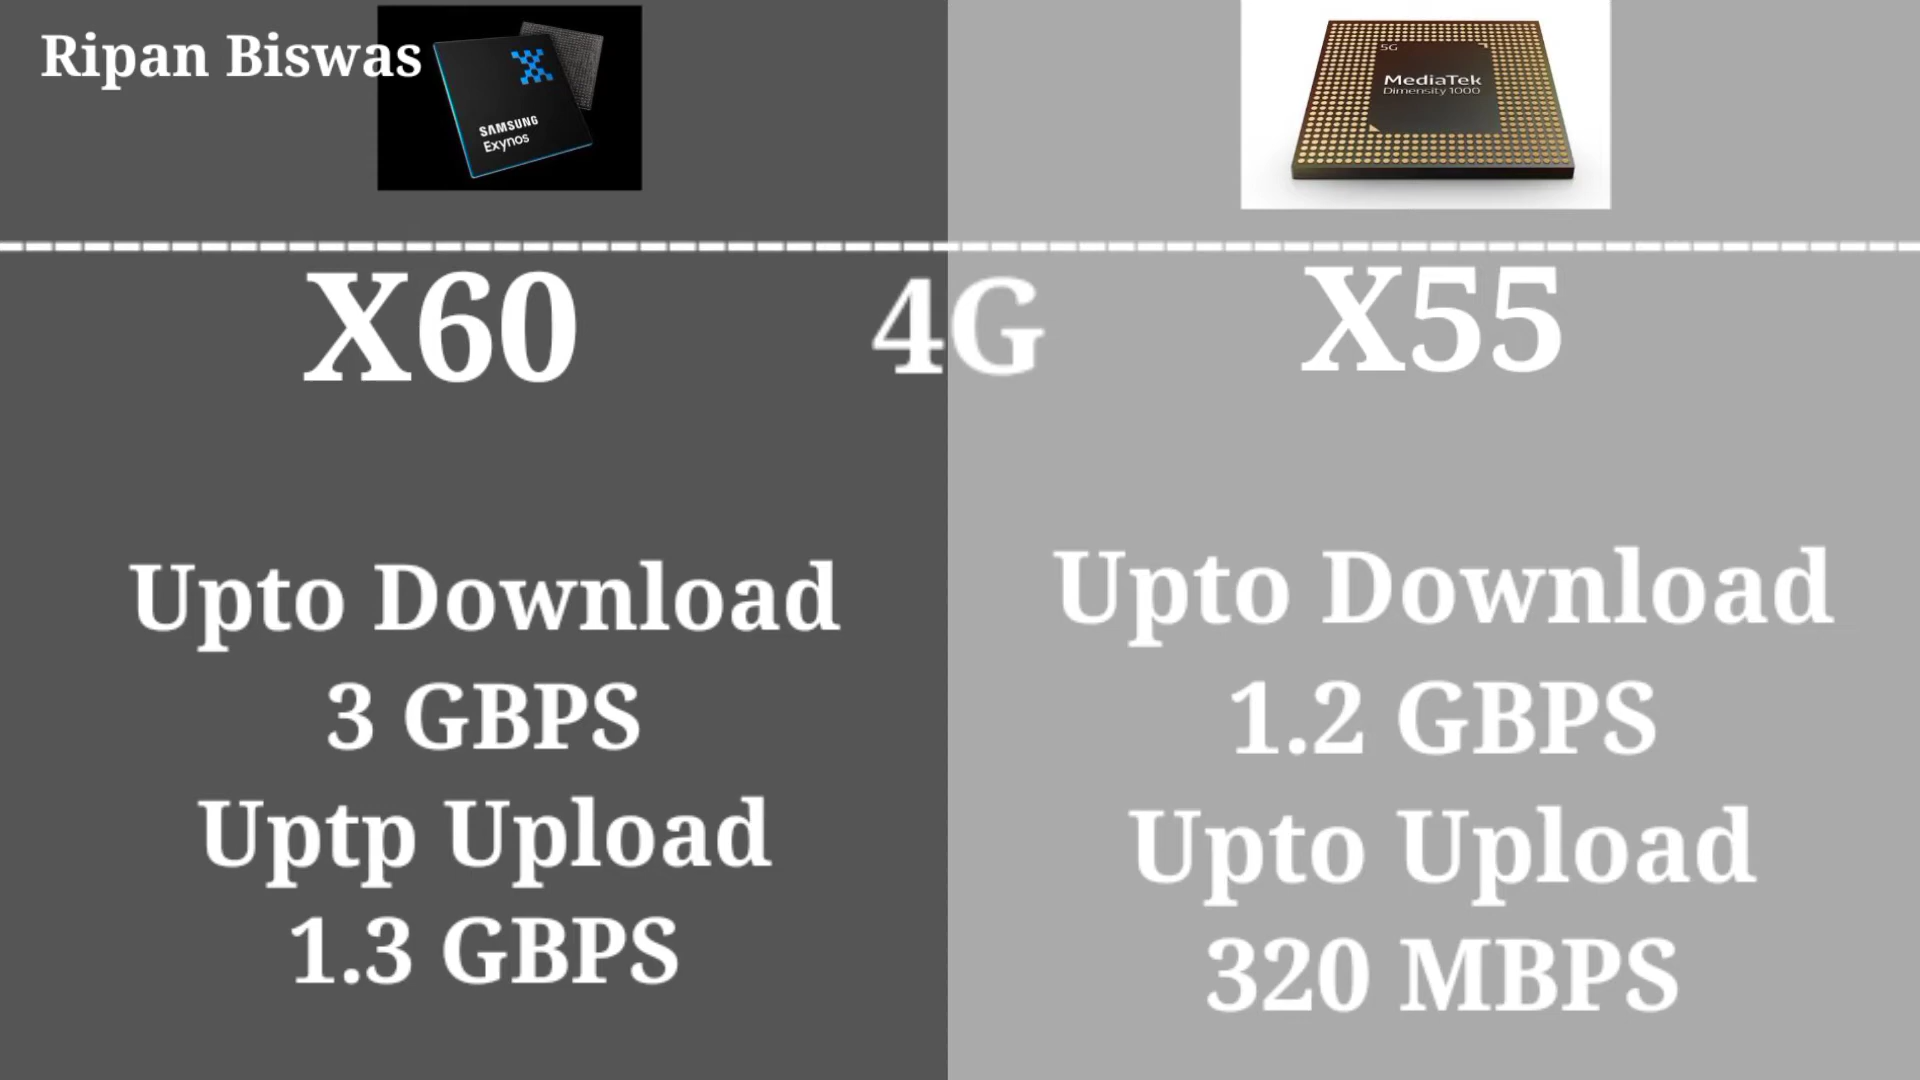 Ripan Biswas
SAMSUNG
Exynos
5G
MediaTek
Dimensity 1000
X60
4G
X55
Upto Download
3 GBPS
Uptp Upload
1.3 GBPS
Upto Download
1.2 GBPS
Upto Upload
320 MBPS